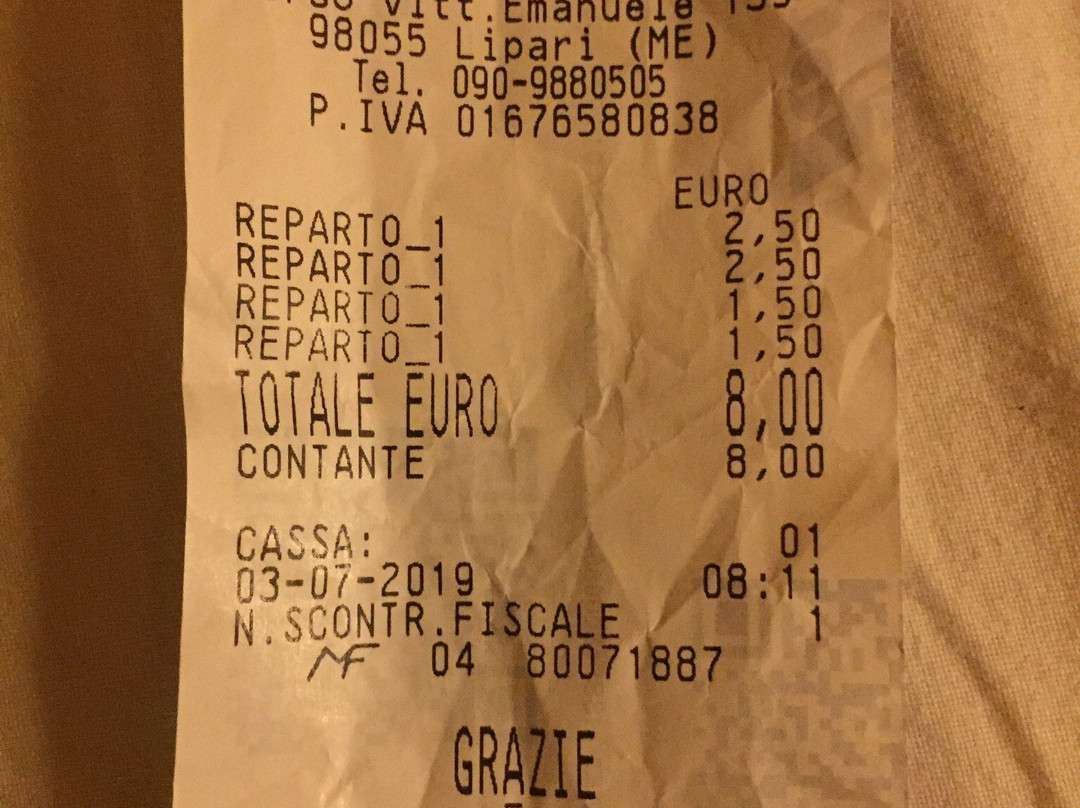 Vitt.Emanuele
98055 Lipari (ME)
Tel. 090-9880505
P.IVA 01676580838
EURO
REPARTO_1 2,50
REPARTO_1 2,50
REPARTO_1 1,50
REPARTO_1 1,50
TOTALE EURO 8,00
CONTANTE 8,00
CASSA: 01
03-07-2019 08:11
N.SCONTR.FISCALE 1
MF 04 80071887
GRAZIE